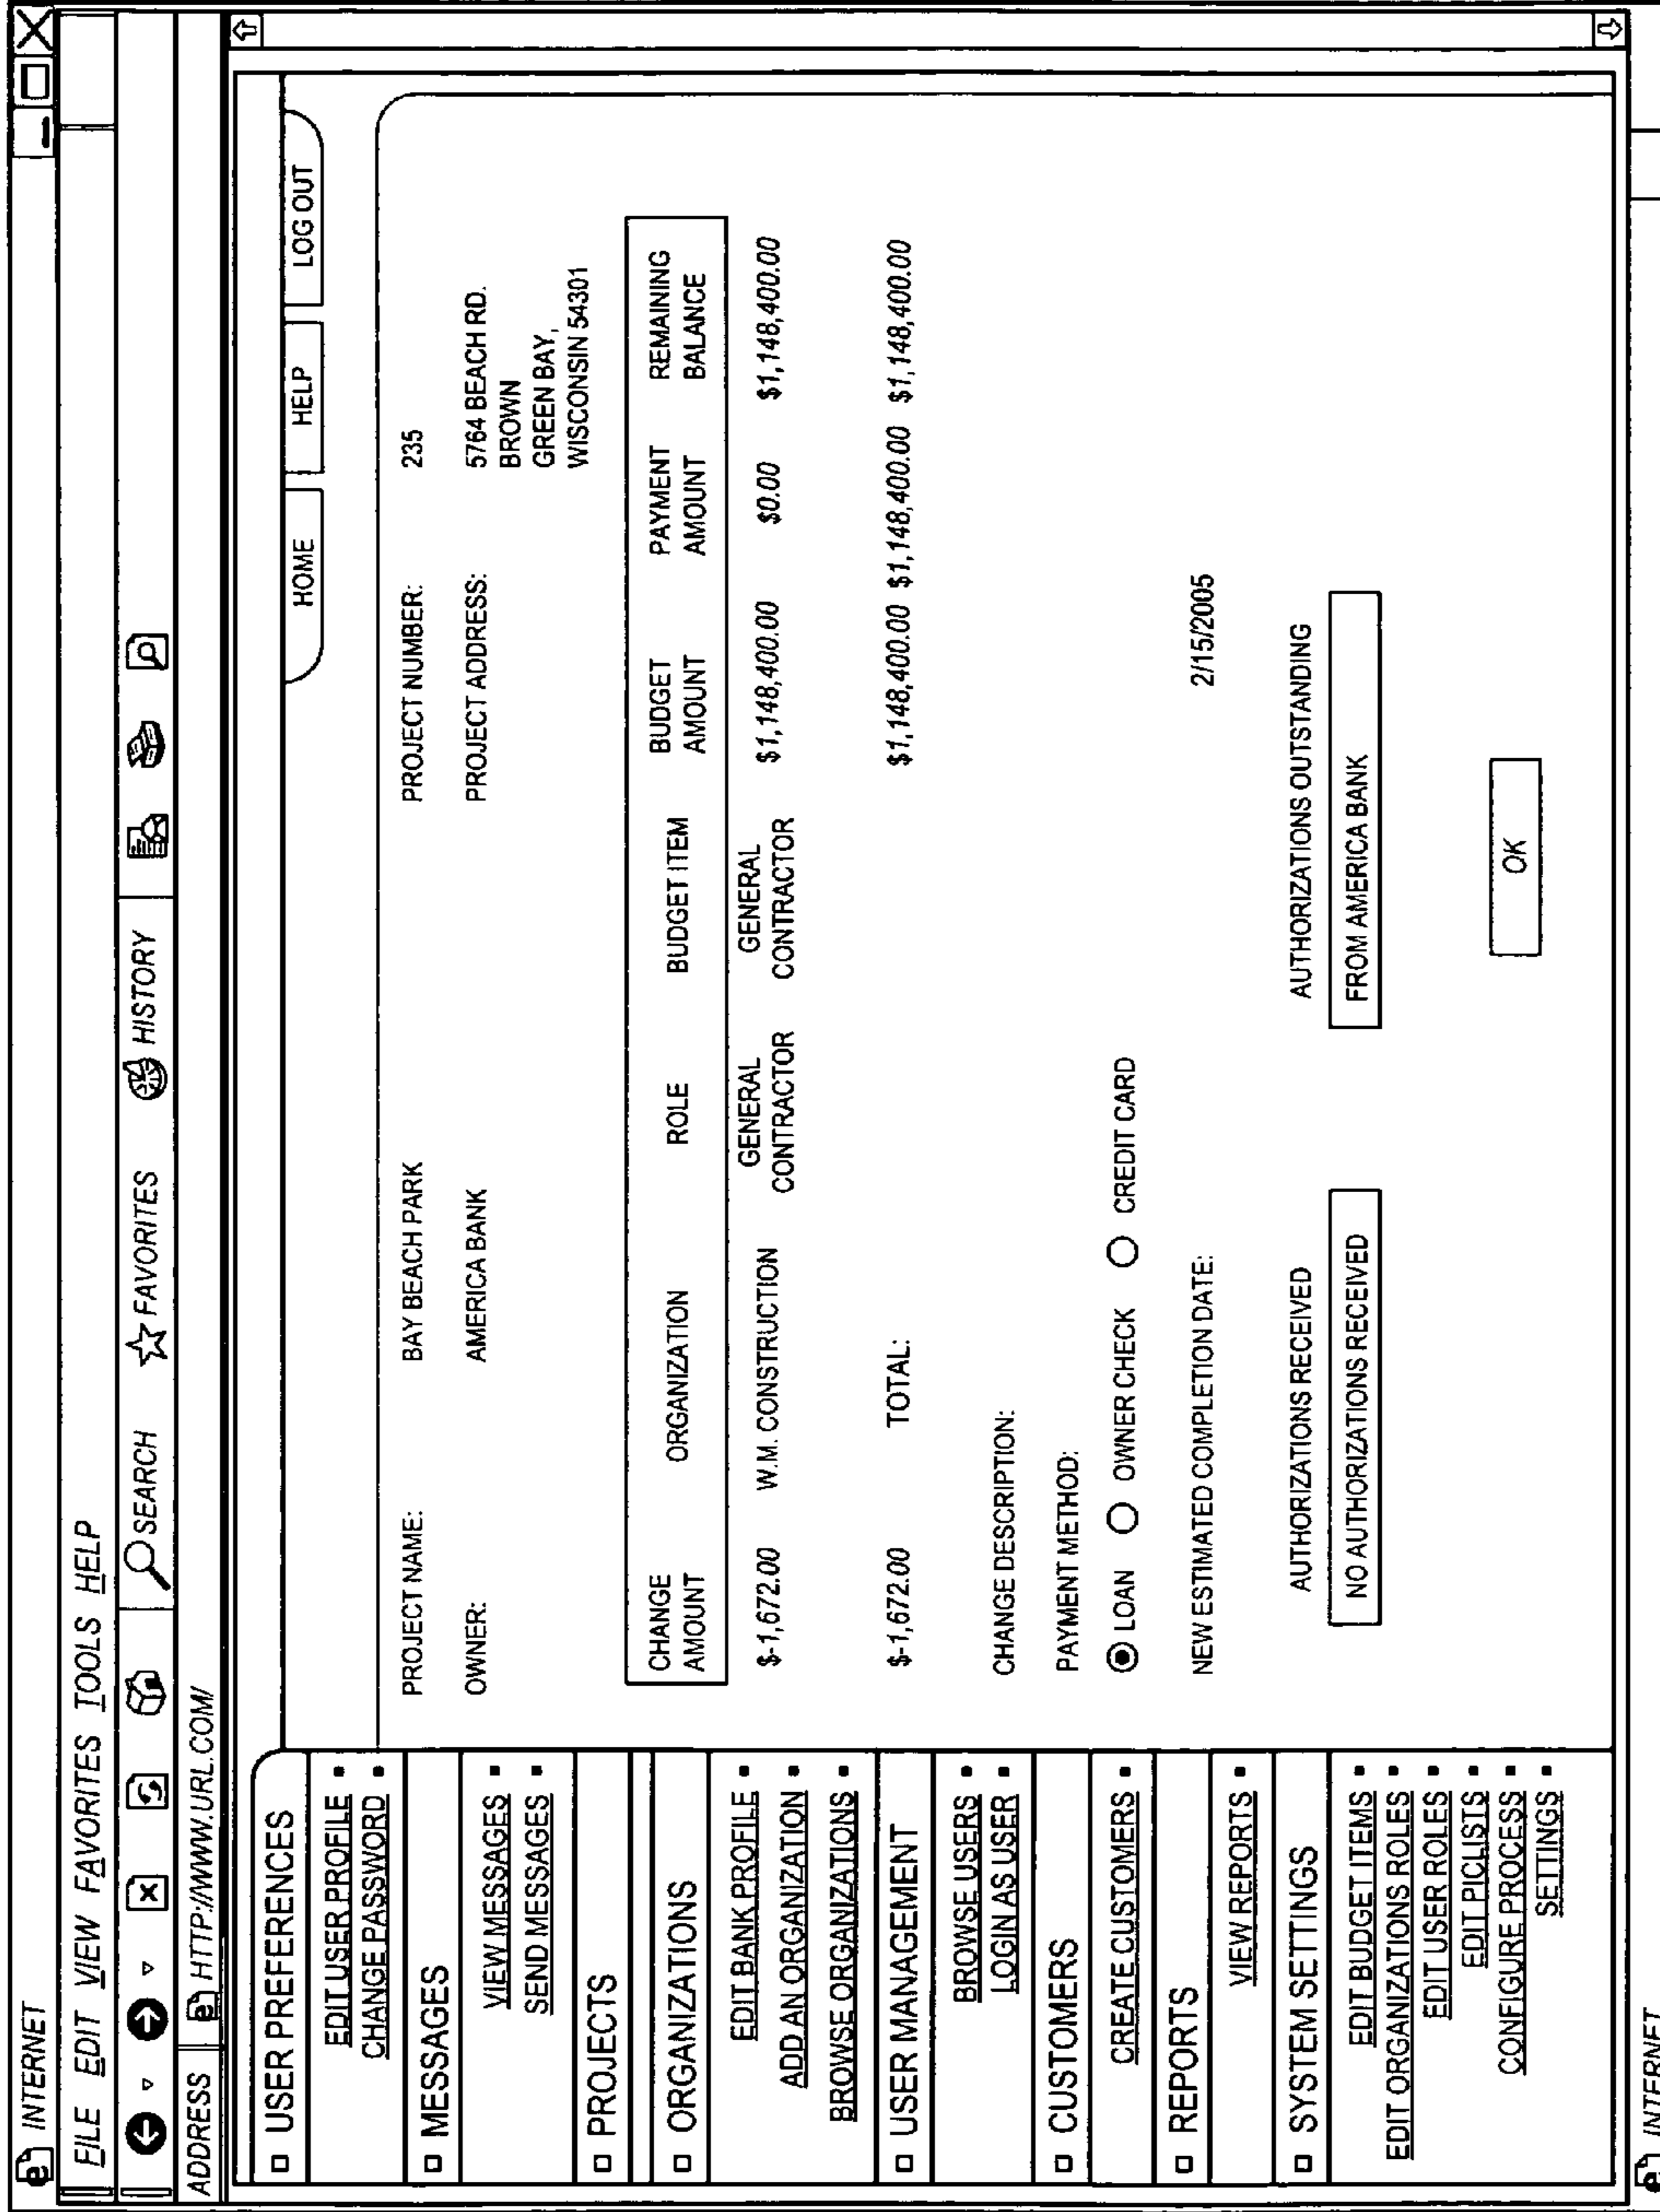 INTERNET
FILE EDIT VIEW FAVORITES TOOLS HELP
SEARCH FAVORITES HISTORY
ADDRESS HTTP://WWW.URL.COM/
USER PREFERENCES
EDIT USER PROFILE
CHANGE PASSWORD
MESSAGES
VIEW MESSAGES
SEND MESSAGES
PROJECTS
ORGANIZATIONS
EDIT BANK PROFILE
ADD AN ORGANIZATION
BROWSE ORGANIZATIONS
USER MANAGEMENT
BROWSE USERS
LOGIN AS USER
CUSTOMERS
CREATE CUSTOMERS
REPORTS
VIEW REPORTS
SYSTEM SETTINGS
EDIT BUDGET ITEMS
EDIT ORGANIZATIONS ROLES
EDIT USER ROLES
EDIT PICLISTS
CONFIGURE PROCESS
SETTINGS
HOME HELP LOG OUT
PROJECT NAME: BAY BEACH PARK PROJECT NUMBER: 235
OWNER: AMERICA BANK PROJECT ADDRESS: 5764 BEACH RD.
BROWN
GREEN BAY,
WISCONSIN 54301
CHANGE ORGANIZATION ROLE BUDGET ITEM BUDGET PAYMENT REMAINING
AMOUNT AMOUNT AMOUNT BALANCE
$-1,672.00 W.M. CONSTRUCTION GENERAL GENERAL $1,148,400.00 $0.00 $1,148,400.00
CONTRACTOR CONTRACTOR
$-1,672.00 TOTAL: $1,148,400.00 $1,148,400.00 $1,148,400.00
CHANGE DESCRIPTION:
PAYMENT METHOD:
LOAN OWNER CHECK CREDIT CARD
NEW ESTIMATED COMPLETION DATE: 2/15/2005
AUTHORIZATIONS RECEIVED AUTHORIZATIONS OUTSTANDING
NO AUTHORIZATIONS RECEIVED FROM AMERICA BANK
OK
INTERNET